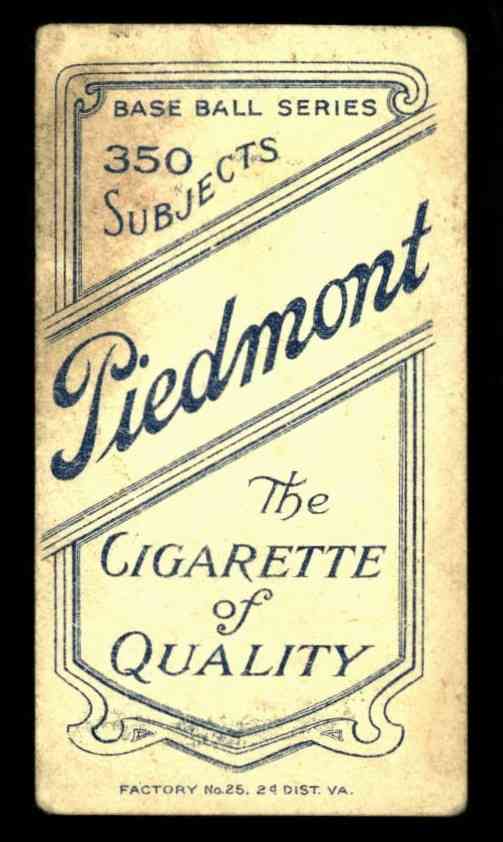 BASE BALL SERIES
350
SUBJECTS
Piedmont
The
CIGARETTE
of
QUALITY
FACTORY No.25. 2d DIST. VA.